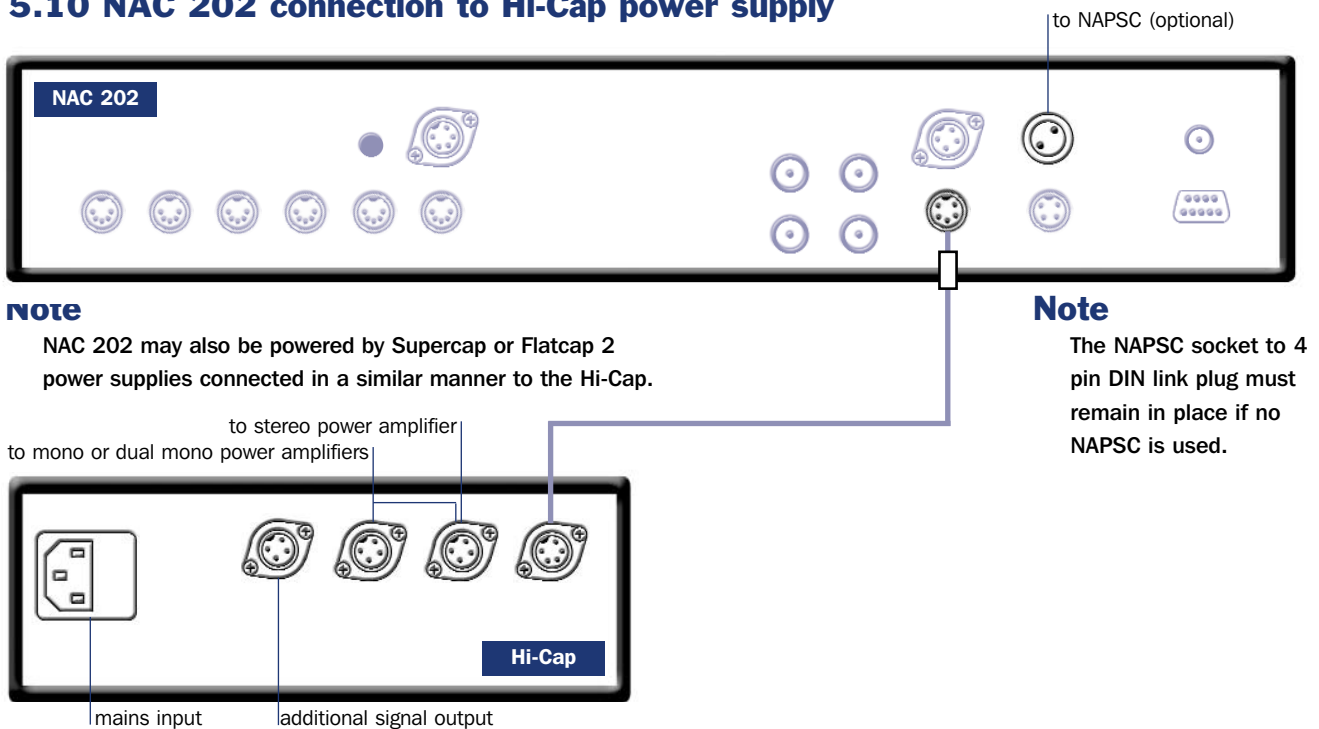 5.10 NAC 202 connection to Hi-Cap power supply
to NAPSC (optional)
NAC 202
Note
NAC 202 may also be powered by Supercap or Flatcap 2
power supplies connected in a similar manner to the Hi-Cap.
Note
The NAPSC socket to 4
pin DIN link plug must
remain in place if no
NAPSC is used.
to stereo power amplifier
to mono or dual mono power amplifiers
Hi-Cap
mains input
additional signal output